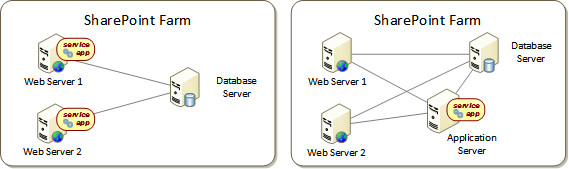 SharePoint Farm
service
app
Web Server 1
Database
Server
service
app
Web Server 2
SharePoint Farm
Web Server 1
Database
Server
service
app
Application
Server
Web Server 2